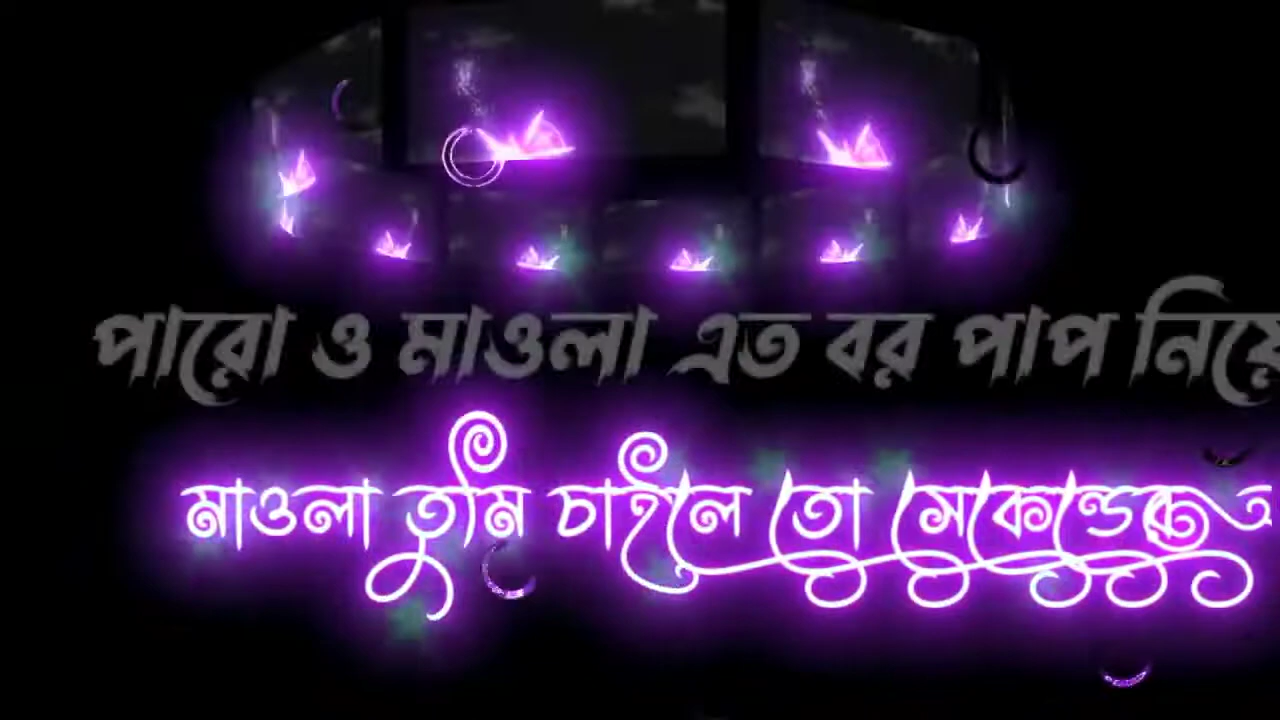 পারো ও মাওলা এত বর পাপ নিয়ে
মাওলা তুমি চাইলে তো সেকেন্ডের